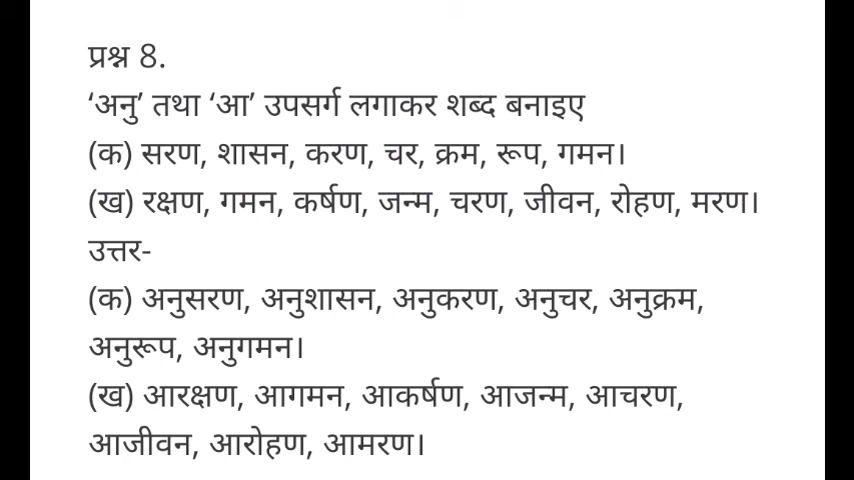 प्रश्न 8.
‘अनु’ तथा ‘आ’ उपसर्ग लगाकर शब्द बनाइए
(क) सरण, शासन, करण, चर, क्रम, रूप, गमन।
(ख) रक्षण, गमन, कर्षण, जन्म, चरण, जीवन, रोहण, मरण।
उत्तर-
(क) अनुसरण, अनुशासन, अनुकरण, अनुचर, अनुक्रम,
अनुरूप, अनुगमन।
(ख) आरक्षण, आगमन, आकर्षण, आजन्म, आचरण,
आजीवन, आरोहण, आमरण।